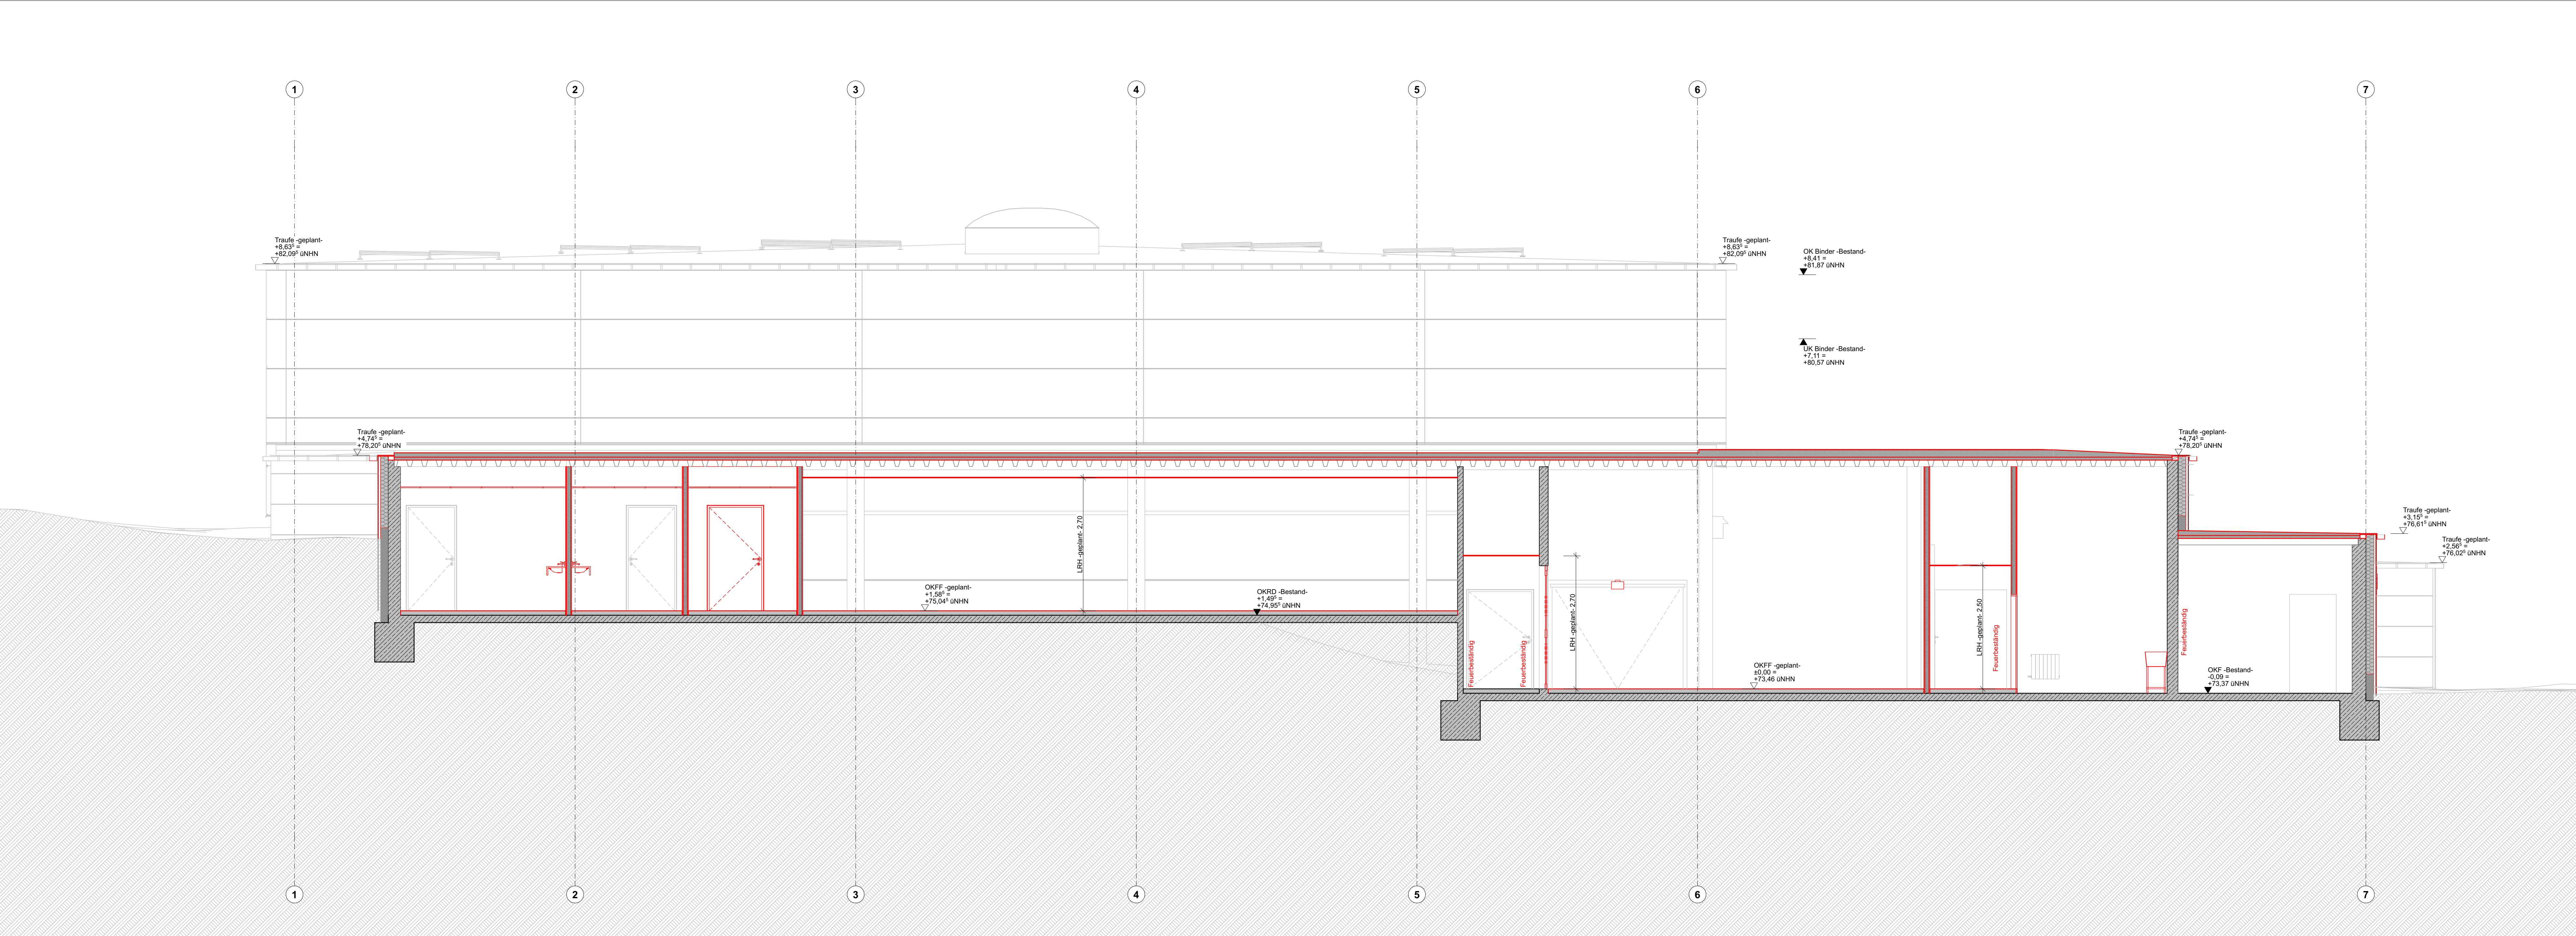 1 2 3 4 5 6 7
Traufe -geplant-
+8,63⁵ =
+82,09⁵ üNHN
Traufe -geplant-
+8,63⁵ =
+82,09⁵ üNHN
OK Binder -Bestand-
+8,41 =
+81,87 üNHN
UK Binder -Bestand-
+7,11 =
+80,57 üNHN
Traufe -geplant-
+4,74⁵ =
+78,20⁵ üNHN
Traufe -geplant-
+4,74⁵ =
+78,20⁵ üNHN
Traufe -geplant-
+3,15⁵ =
+76,61⁵ üNHN
Traufe -geplant-
+2,56⁵ =
+76,02⁵ üNHN
LRH -geplant- 2,70
OKFF -geplant-
+1,58⁵ =
+75,04⁵ üNHN
OKRD -Bestand-
+1,49⁵ =
+74,95⁵ üNHN
Feuerbeständig
Feuerbeständig
LRH -geplant- 2,70
OKFF -geplant-
±0.00 =
+73,46 üNHN
LRH -geplant- 2,50
Feuerbeständig
Feuerbeständig
OKF -Bestand-
-0,09 =
+73,37 üNHN
1 2 3 4 5 6 7